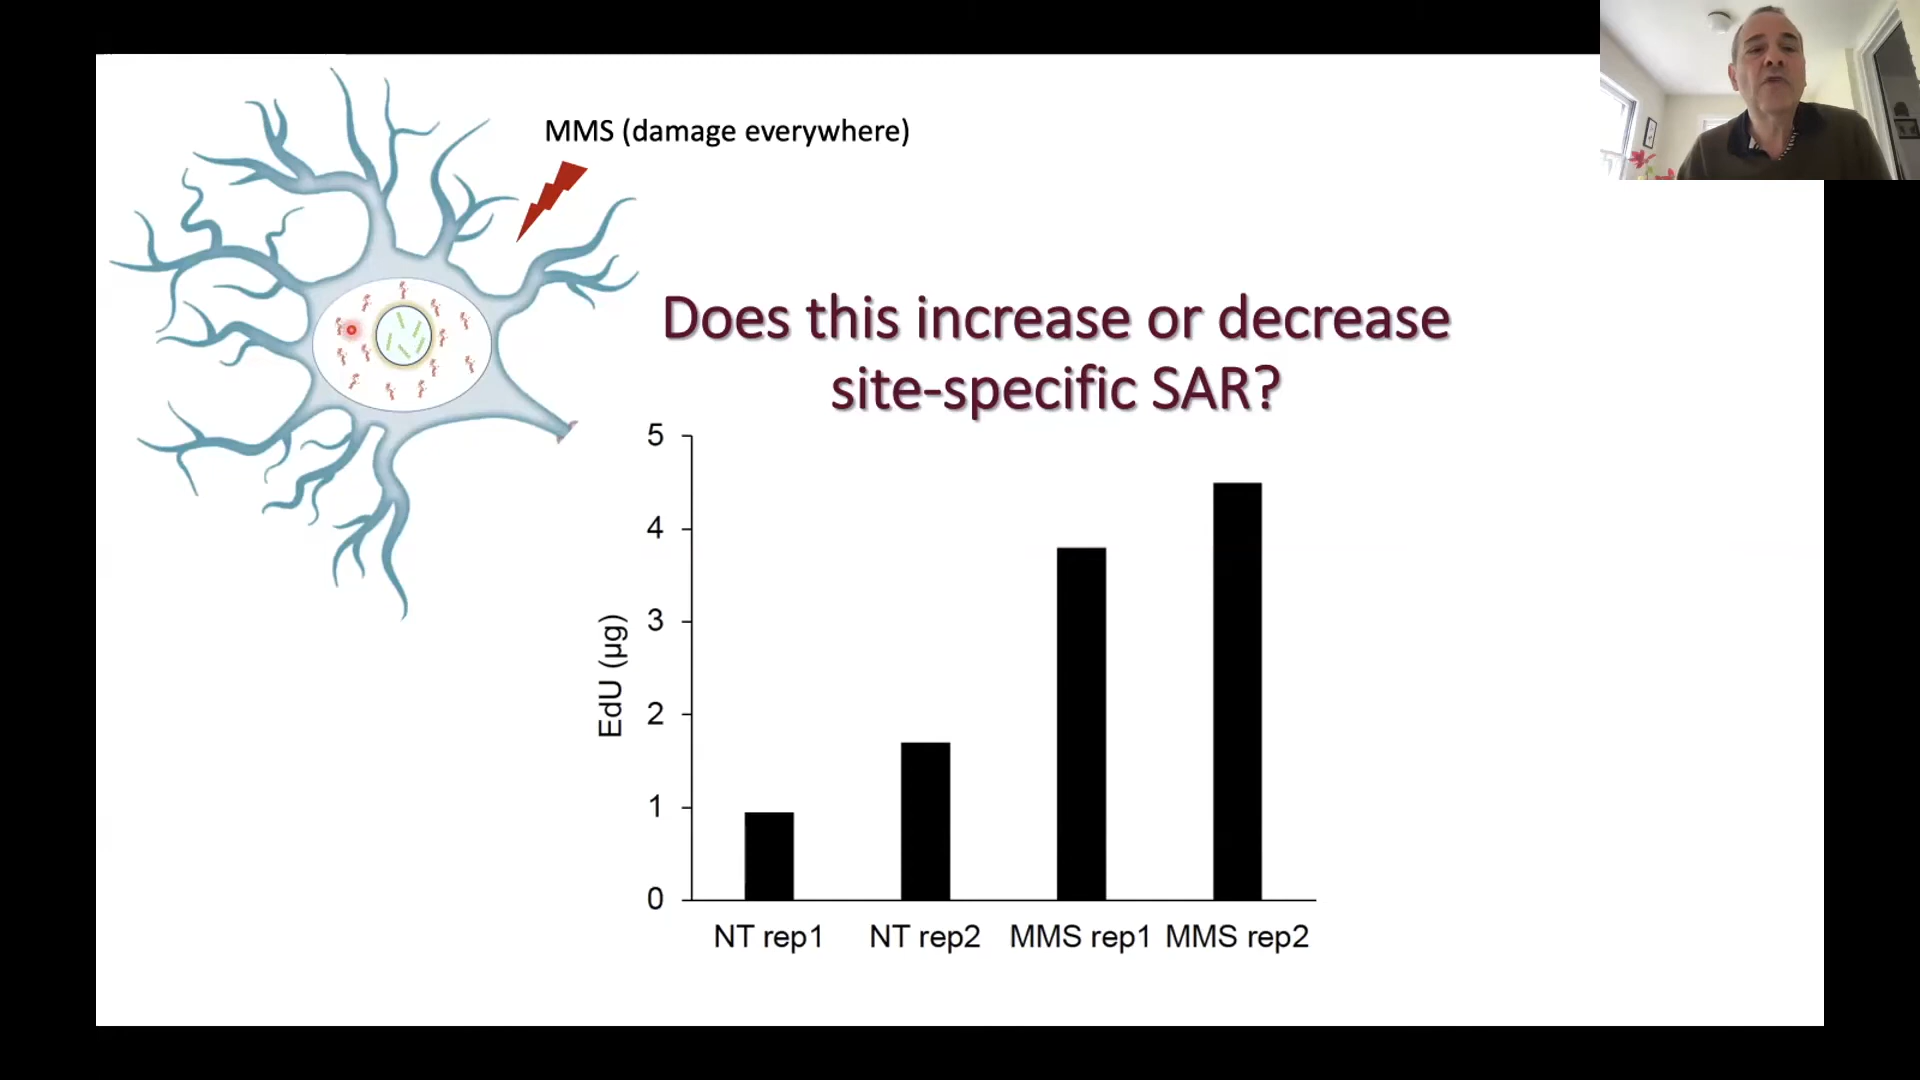 MMS (damage everywhere)
Does this increase or decrease
site-specific SAR?
5
4
3
2
1
0
EdU (µg)
NT rep1 NT rep2 MMS rep1 MMS rep2